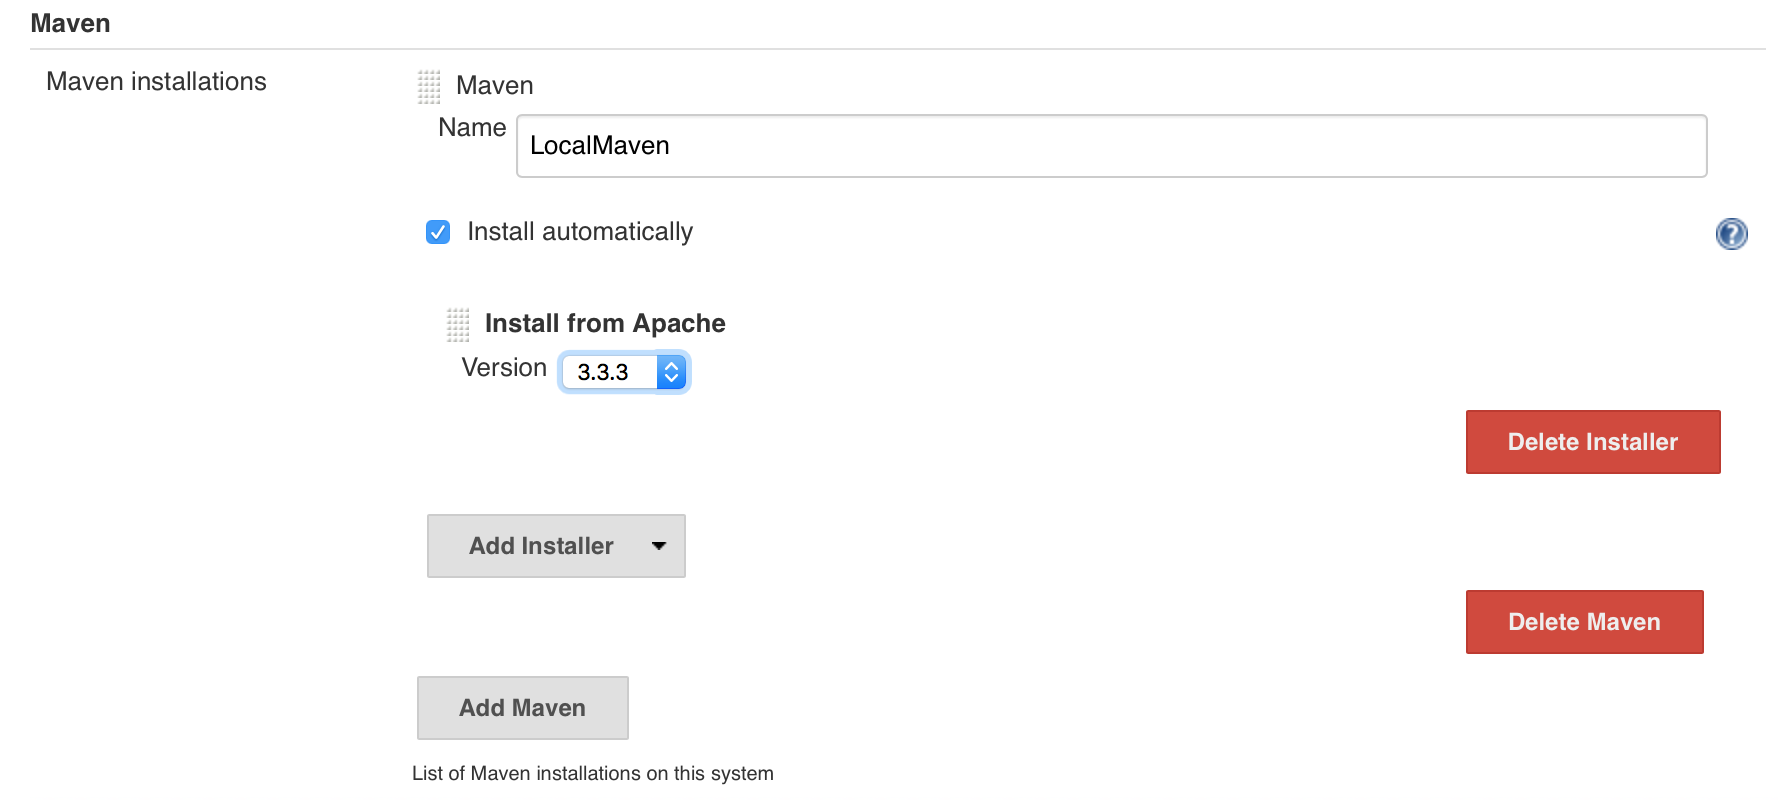 Maven
Maven installations
Maven
Name
LocalMaven
Install automatically
?
Install from Apache
Version
3.3.3
Delete Installer
Add Installer
Delete Maven
Add Maven
List of Maven installations on this system